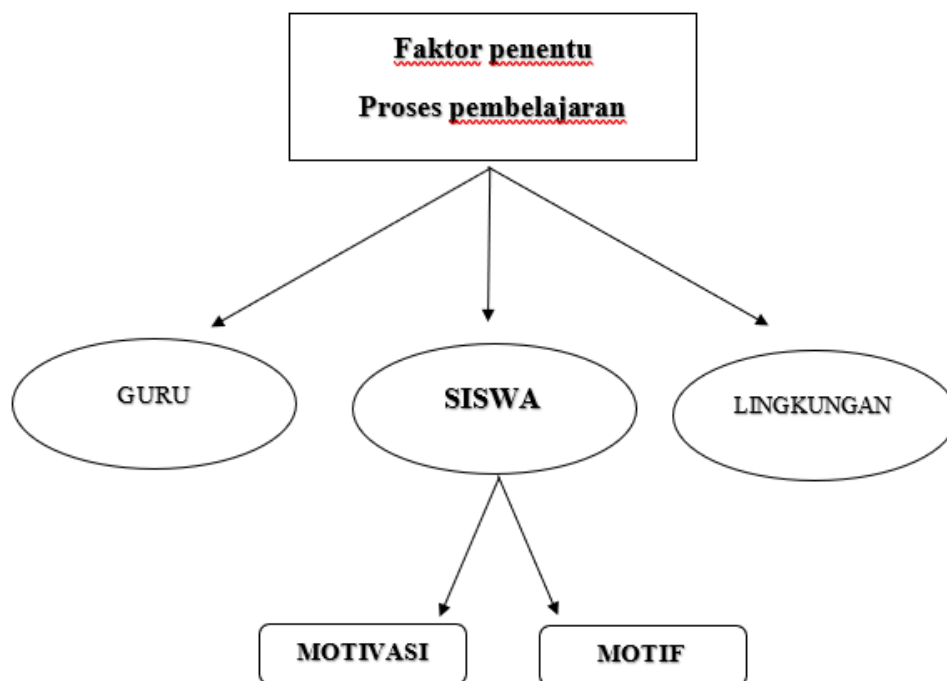 Faktor penentu
Proses pembelajaran
GURU
SISWA
LINGKUNGAN
MOTIVASI
MOTIF